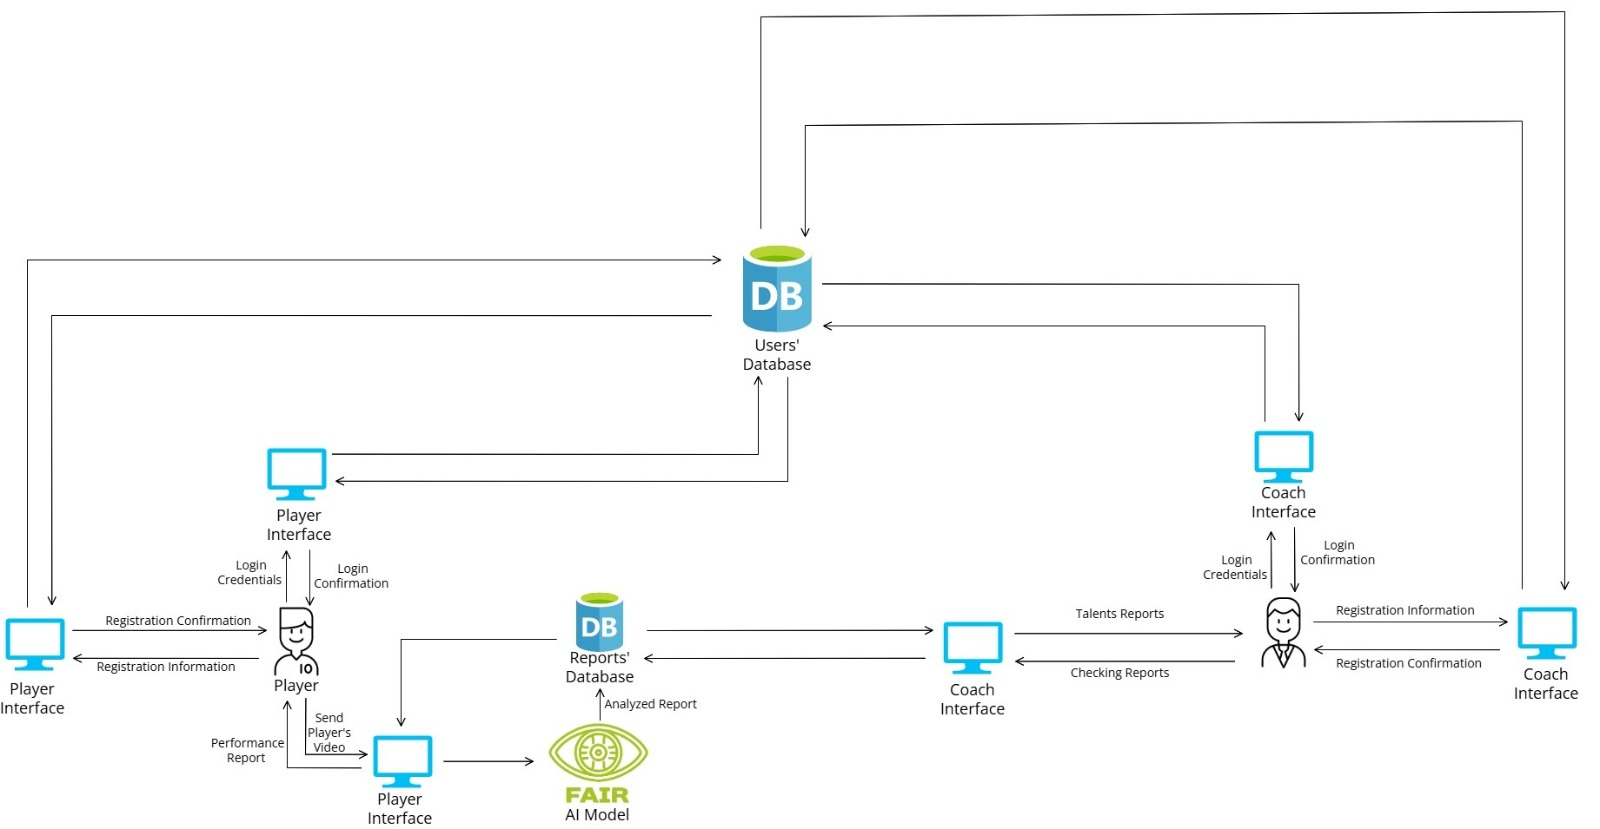 DB
Users'
Database
Player
Interface
Coach
Interface
Login
Credentials
Login
Confirmation
Login
Credentials
Login
Confirmation
Registration Confirmation
Registration Information
Player
Interface
10
Player
DB
Reports'
Database
Analyzed Report
Talents Reports
Checking Reports
Coach
Interface
Registration Information
Registration Confirmation
Coach
Interface
Send
Player's
Video
Performance
Report
Player
Interface
FAIR
AI Model